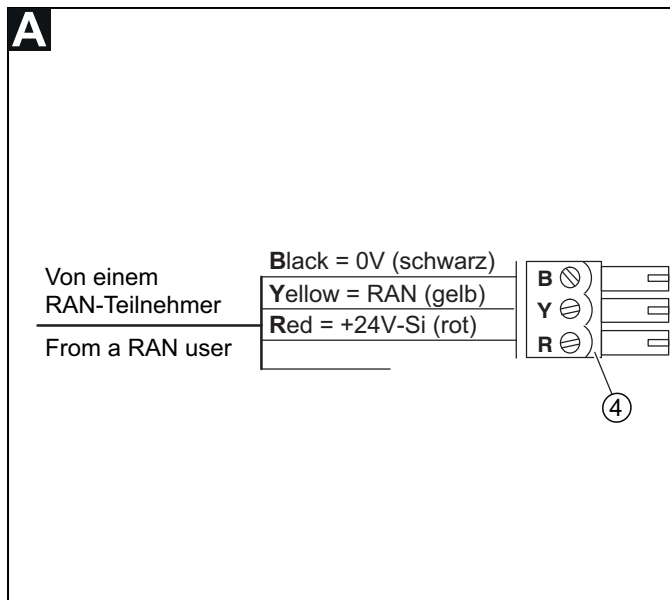 A
Von einem
RAN-Teilnehmer
From a RAN user
Black = 0V (schwarz)
Yellow = RAN (gelb)
Red = +24V-Si (rot)
B
Y
R
4